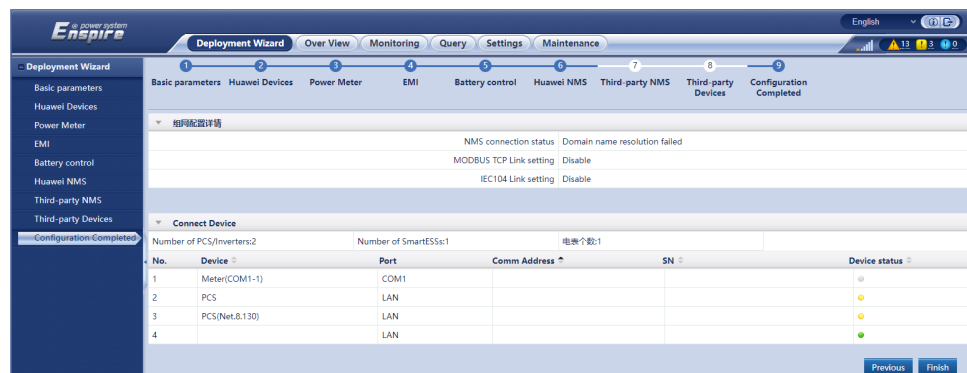 e power system
Enspire
English
Deployment Wizard Over View Monitoring Query Settings Maintenance
13 3 0
Deployment Wizard
Basic parameters
Huawei Devices
Power Meter
EMI
Battery control
Huawei NMS
Third-party NMS
Third-party Devices
Configuration Completed
1 2 3 4 5 6 7 8 9
Basic parameters Huawei Devices Power Meter EMI Battery control Huawei NMS Third-party NMS Third-party Devices Configuration Completed
组网配置详情
NMS connection status Domain name resolution failed
MODBUS TCP Link setting Disable
IEC104 Link setting Disable
Connect Device
Number of PCS/Inverters:2 Number of SmartESSs:1 电表个数:1
No. Device Port Comm Address SN Device status
1 Meter(COM1-1) COM1
2 PCS LAN
3 PCS(Net.8.130) LAN
4 LAN
Previous Finish